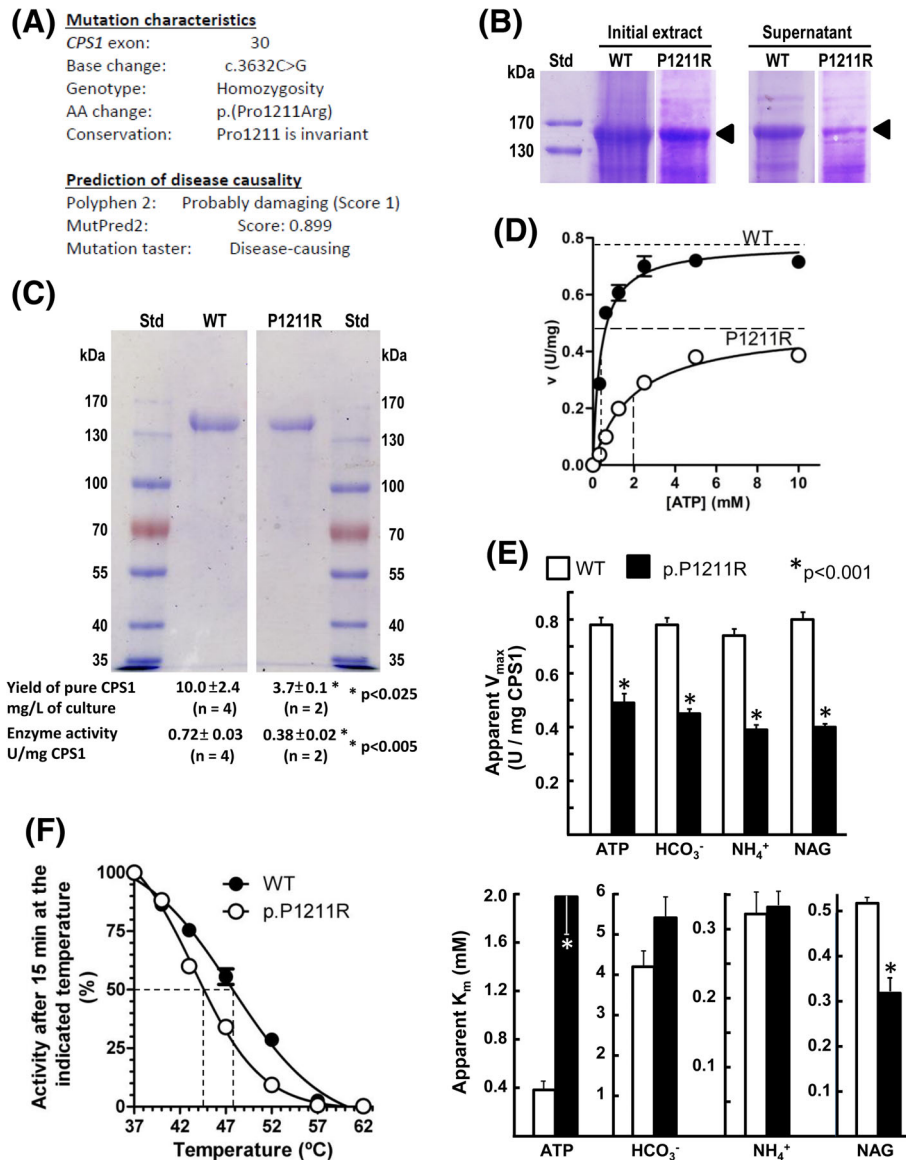 (A)
Mutation characteristics
CPS1 exon: 30
Base change: c.3632C>G
Genotype: Homozygosity
AA change: p.(Pro1211Arg)
Conservation: Pro1211 is invariant
Prediction of disease causality
Polyphen 2: Probably damaging (Score 1)
MutPred2: Score: 0.899
Mutation taster: Disease-causing
(B)
Initial extract Supernatant
kDa Std WT P1211R WT P1211R
170
130
(C)
Std WT P1211R Std
kDa kDa
170 170
130 130
100 100
70 70
55 55
40 40
35 35
Yield of pure CPS1 10.0±2.4 3.7±0.1 * * p<0.025
mg/L of culture (n = 4) (n = 2)
Enzyme activity 0.72±0.03 0.38±0.02 * * p<0.005
U/mg CPS1 (n = 4) (n = 2)
(D)
WT
P1211R
v (U/mg)
0.8
0.6
0.4
0.2
0.0
0 2 4 6 8 10
[ATP] (mM)
(E)
WT p.P1211R *p<0.001
Apparent Vmax
(U / mg CPS1)
0.8
0.6
0.4
0.2
* * * *
ATP HCO3- NH4+ NAG
Apparent Km (mM)
2.0
1.6
1.2
0.8
0.4
*
6
5
4
3
2
1
0.3
0.2
0.1
0.5
0.4
0.3
0.2
0.1
*
ATP HCO3- NH4+ NAG
(F)
WT
p.P1211R
Activity after 15 min at the
indicated temperature
(%)
100
75
50
25
0
37 42 47 52 57 62
Temperature (ºC)